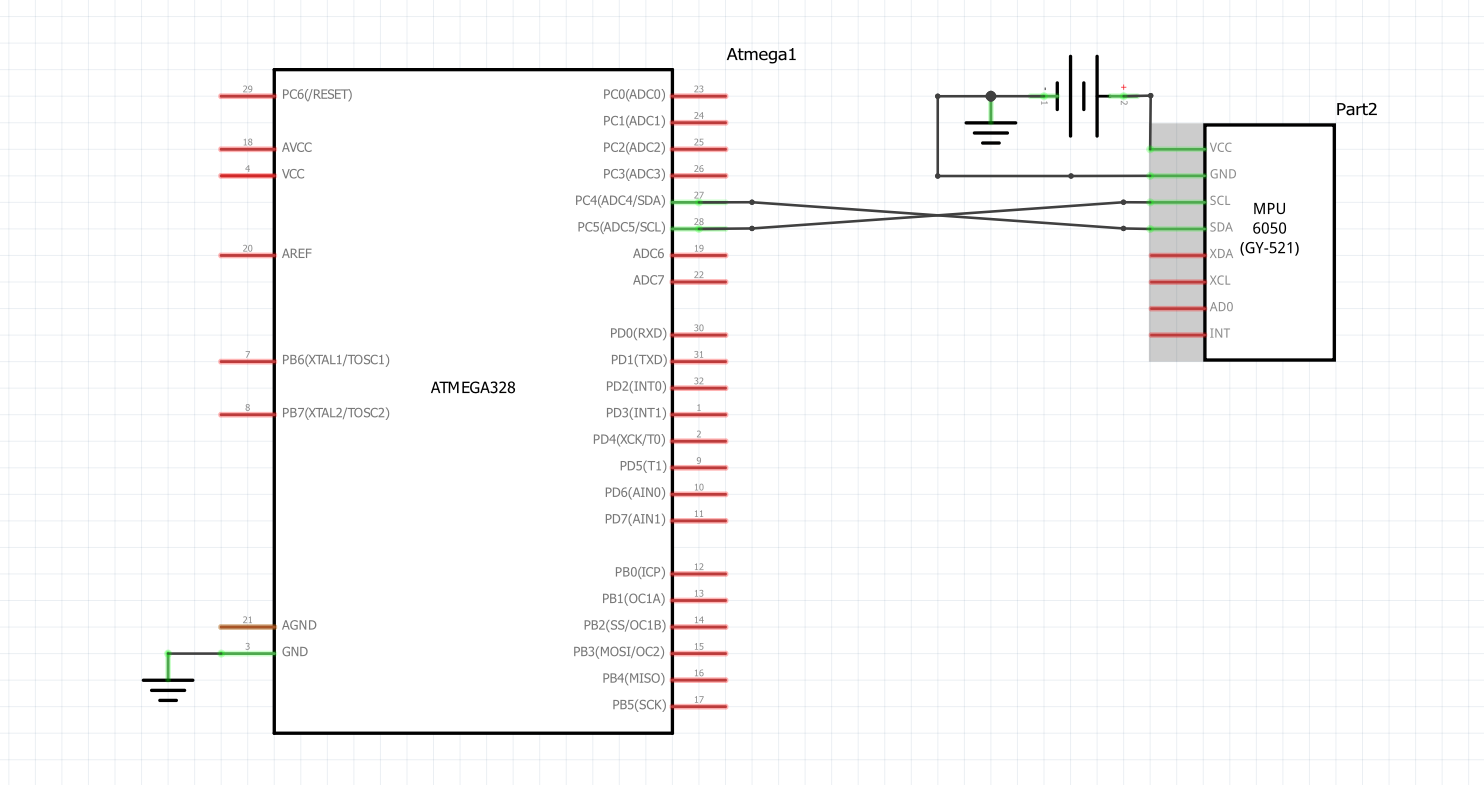 Atmega1
29 PC6(/RESET)
18 AVCC
4 VCC
20 AREF
7 PB6(XTAL1/TOSC1)
8 PB7(XTAL2/TOSC2)
21 AGND
3 GND
ATMEGA328
PC0(ADC0) 23
PC1(ADC1) 24
PC2(ADC2) 25
PC3(ADC3) 26
PC4(ADC4/SDA) 27
PC5(ADC5/SCL) 28
ADC6 19
ADC7 22
PD0(RXD) 30
PD1(TXD) 31
PD2(INT0) 32
PD3(INT1) 1
PD4(XCK/T0) 2
PD5(T1) 9
PD6(AIN0) 10
PD7(AIN1) 11
PB0(ICP) 12
PB1(OC1A) 13
PB2(SS/OC1B) 14
PB3(MOSI/OC2) 15
PB4(MISO) 16
PB5(SCK) 17
- 1
+ 2
Part2
VCC
GND
SCL
SDA
XDA
XCL
AD0
INT
MPU
6050
(GY-521)